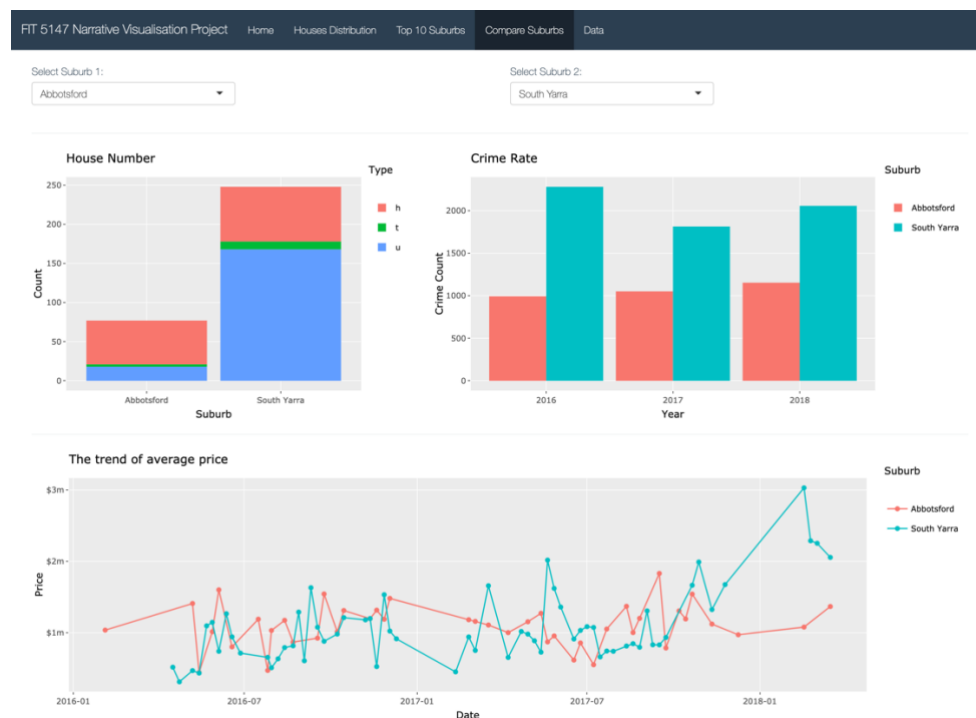 FIT 5147 Narrative Visualisation Project Home Houses Distribution Top 10 Suburbs Compare Suburbs Data
Select Suburb 1: Select Suburb 2:
Abbotsford South Yarra
House Number
Type
h
t
u
250
200
150
100
50
0
Count
Abbotsford South Yarra
Suburb
Crime Rate
Suburb
Abbotsford
South Yarra
2000
1500
1000
500
0
Crime Count
2016 2017 2018
Year
The trend of average price
Suburb
Abbotsford
South Yarra
$3m
$2m
$1m
Price
2016-01 2016-07 2017-01 2017-07 2018-01
Date